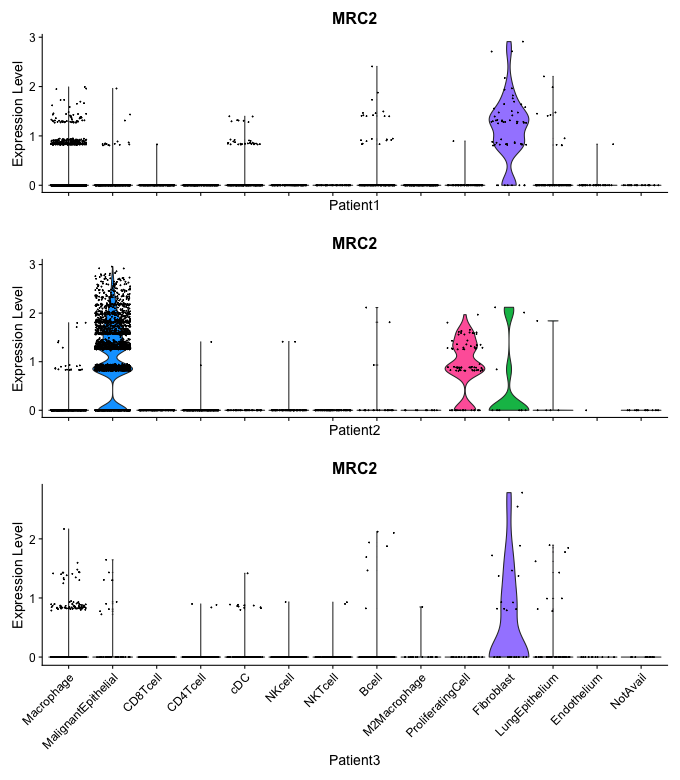 MRC2
Expression Level
3
2
1
0
Patient1
MRC2
Expression Level
3
2
1
0
Patient2
MRC2
Expression Level
2
1
0
Macrophage
MalignantEpithelial
CD8Tcell
CD4Tcell
cDC
NKcell
NKTcell
Bcell
M2Macrophage
ProliferatingCell
Fibroblast
LungEpithelium
Endothelium
NotAvail
Patient3